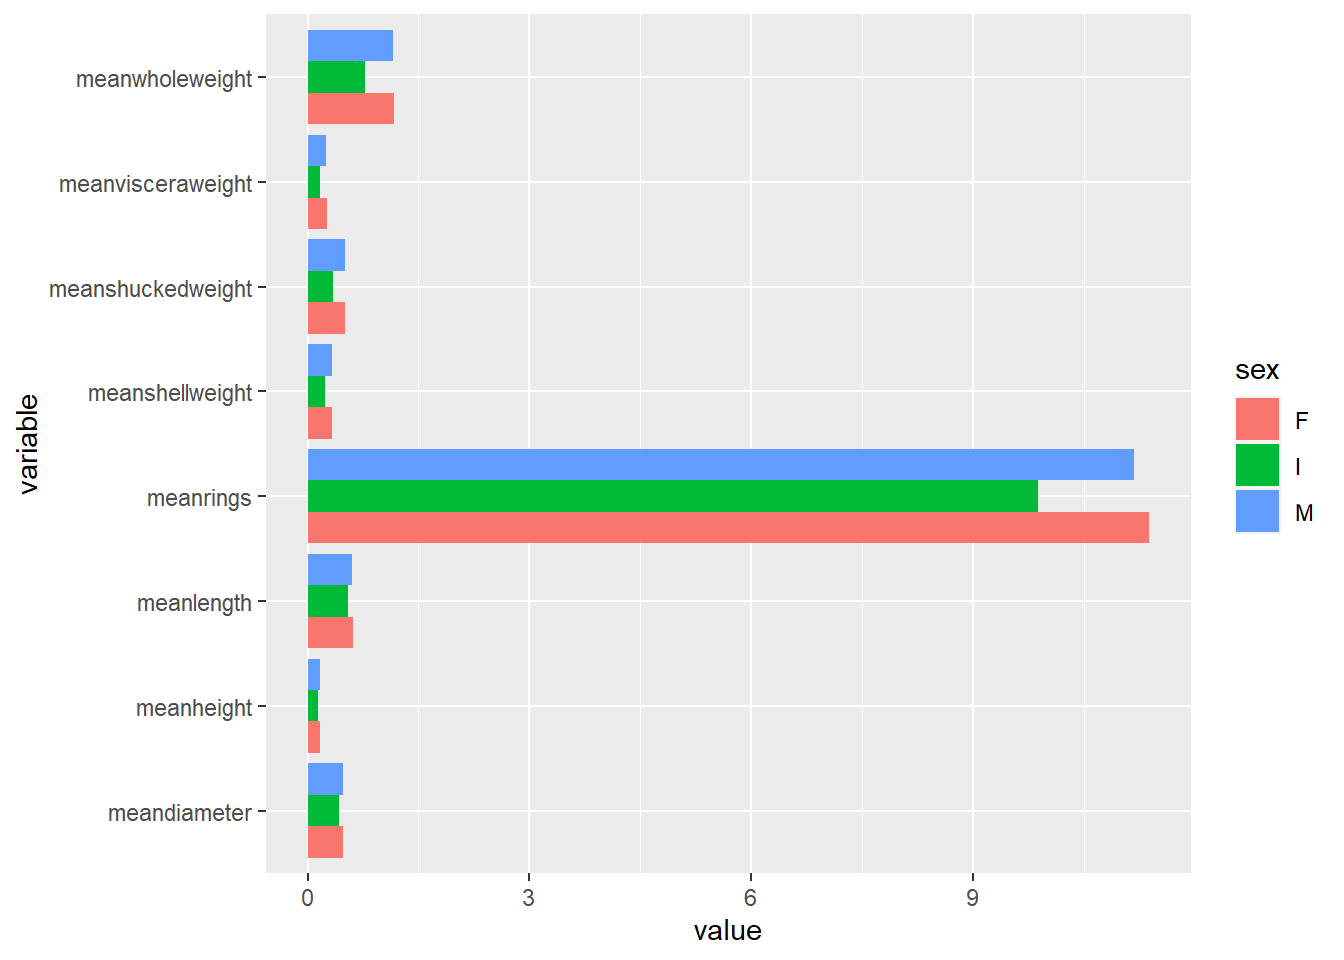 meanwholeweight
meanvisceraweight
meanshuckedweight
meanshellweight
meanrings
meanlength
meanheight
meandiameter
variable
0 3 6 9
value
sex
F
I
M